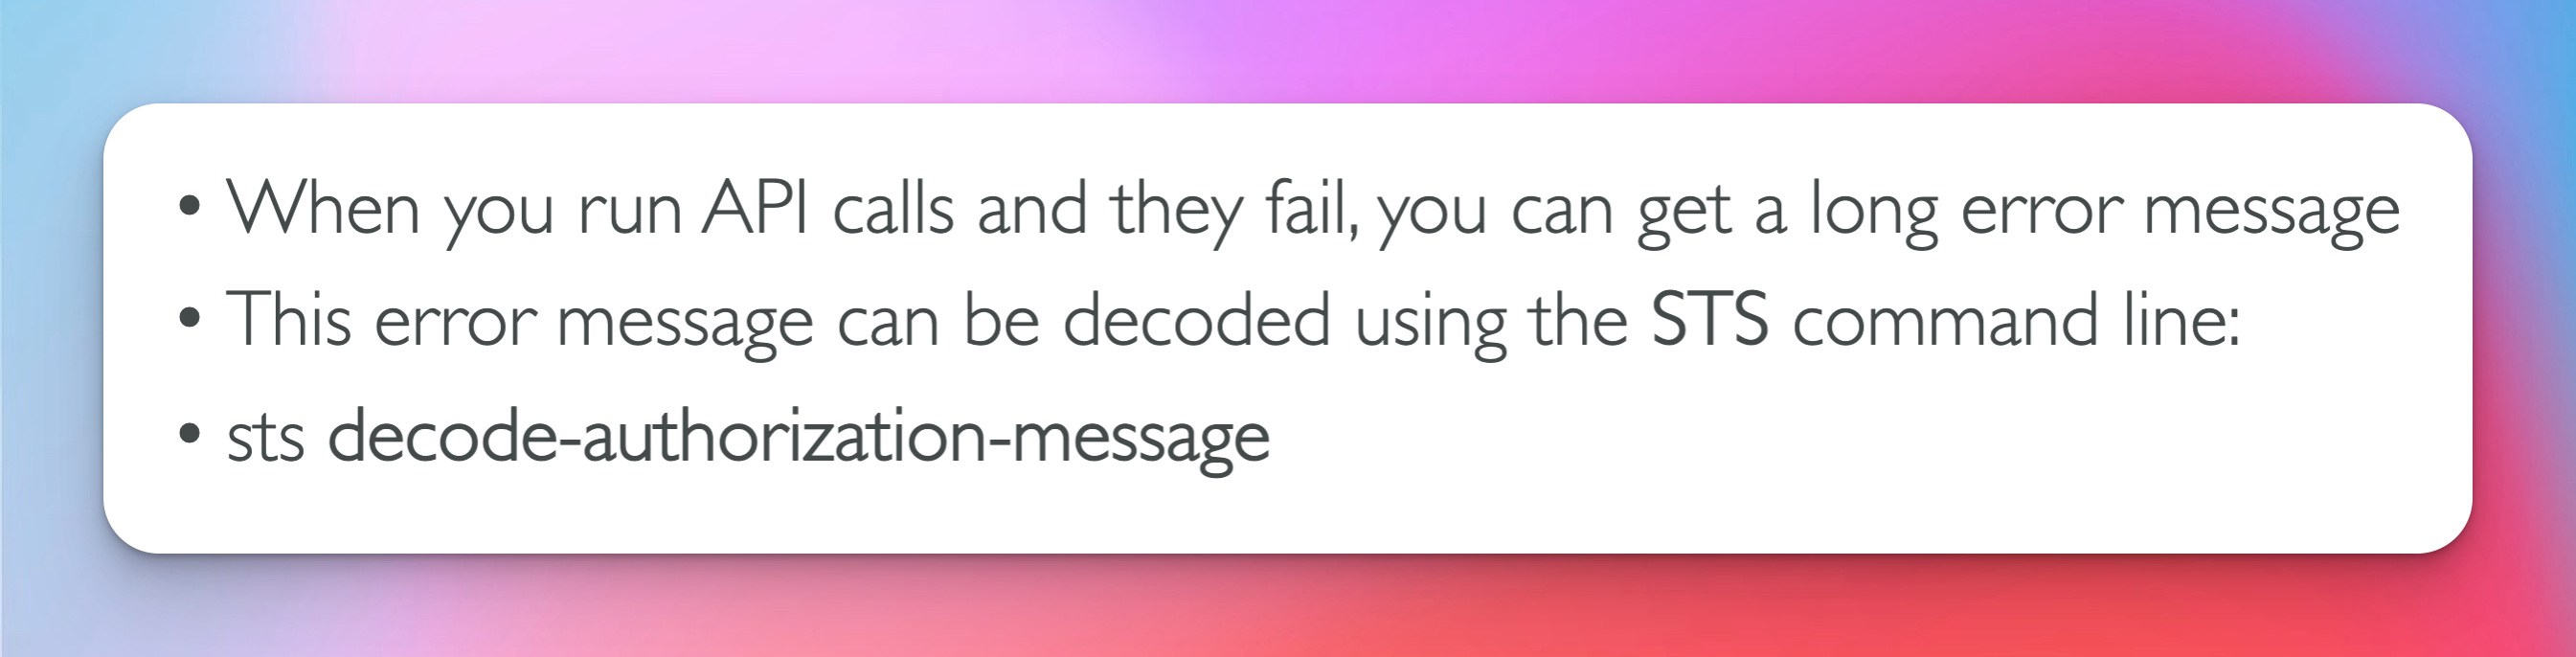 • When you run API calls and they fail, you can get a long error message
• This error message can be decoded using the STS command line:
• sts decode-authorization-message